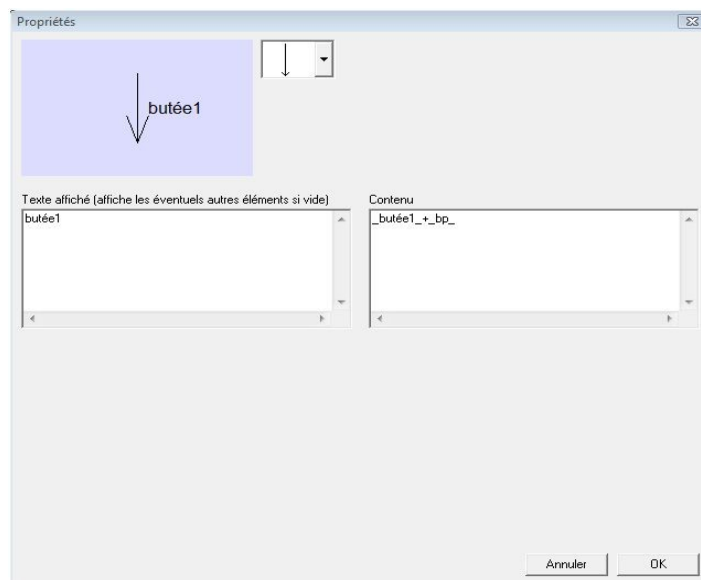 Propriétés
butée1
Texte affiché (affiche les éventuels autres éléments si vide)
Contenu
butée1
_butée1_+_bp_
Annuler
OK